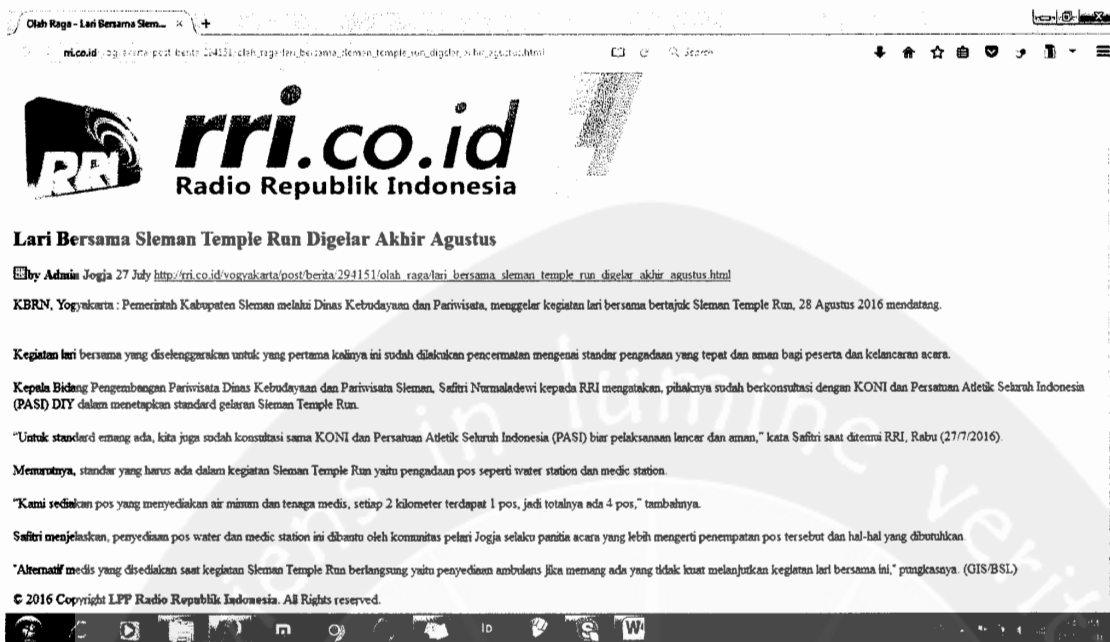 Olah Raga - Lari Bersama Slem...
rri.co.id
Search
RRI
rri.co.id
Radio Republik Indonesia
Lari Bersama Sleman Temple Run Digelar Akhir Agustus
by Admin Jogja 27 July http://rri.co.id/yogyakarta/post/berita/294151/olah_raga/lari_bersama_sleman_temple_run_digelar_akhir_agustus.html
KBRN, Yogyakarta : Pemerintah Kabupaten Sleman melalui Dinas Kebudayaan dan Pariwisata, menggelar kegiatan lari bersama bertajuk Sleman Temple Run, 28 Agustus 2016 mendatang.
Kegiatan lari bersama yang diselenggarakan untuk yang pertama kalinya ini sudah dilakukan pencermatan mengenai standar pengadaan yang tepat dan aman bagi peserta dan kelancaran acara.
Kepala Bidang Pengembangan Pariwisata Dinas Kebudayaan dan Pariwisata Sleman, Safitri Nurmaladewi kepada RRI mengatakan, pihaknya sudah berkonsultasi dengan KONI dan Persatuan Atletik Seluruh Indonesia
(PASI) DIY dalam menetapkan standard gelaran Sleman Temple Run.
"Untuk standard emang ada, kita juga sudah konsultasi sama KONI dan Persatuan Atletik Seluruh Indonesia (PASI) biar pelaksanaan lancar dan aman," kata Safitri saat ditemui RRI, Rabu (27/7/2016).
Menurutnya, standar yang harus ada dalam kegiatan Sleman Temple Run yaitu pengadaan pos seperti water station dan medic station.
"Kami sediakan pos yang menyediakan air minum dan tenaga medis, setiap 2 kilometer terdapat 1 pos, jadi totalnya ada 4 pos," tambahnya.
Safitri menjelaskan, penyediaan pos water dan medic station ini dibantu oleh komunitas pelari Jogja selaku panitia acara yang lebih mengerti penempatan pos tersebut dan hal-hal yang dibutuhkan.
"Alternatif medis yang disediakan saat kegiatan Sleman Temple Run berlangsung yaitu penyediaan ambulans jika memang ada yang tidak kuat melanjutkan kegiatan lari bersama ini," pungkasnya. (GIS/BSL)
© 2016 Copyright LPP Radio Republik Indonesia. All Rights reserved.
in lumine veri